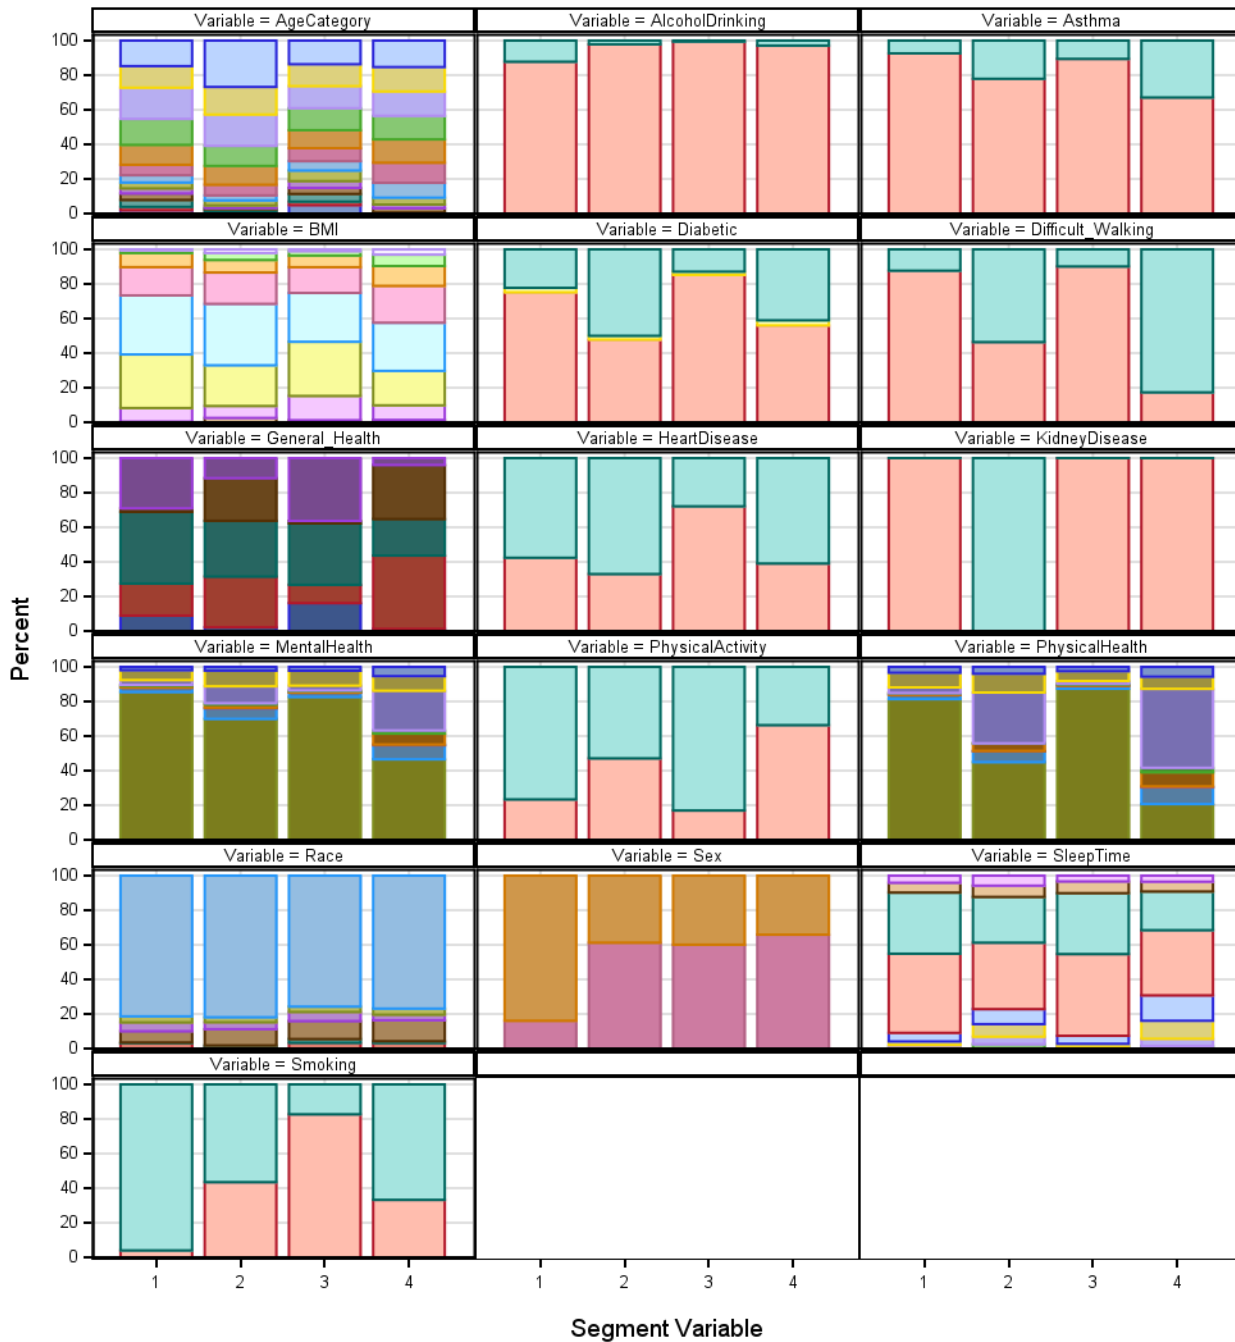 Variable = AgeCategory
Variable = AlcoholDrinking
Variable = Asthma
100
80
60
40
20
0
Variable = BMI
Variable = Diabetic
Variable = Difficult_Walking
100
80
60
40
20
0
Variable = General_Health
Variable = HeartDisease
Variable = KidneyDisease
100
80
60
40
20
0
Variable = MentalHealth
Variable = PhysicalActivity
Variable = PhysicalHealth
100
80
60
40
20
0
Variable = Race
Variable = Sex
Variable = SleepTime
100
80
60
40
20
0
Variable = Smoking
100
80
60
40
20
0
Percent
1 2 3 4
1 2 3 4
1 2 3 4
Segment Variable